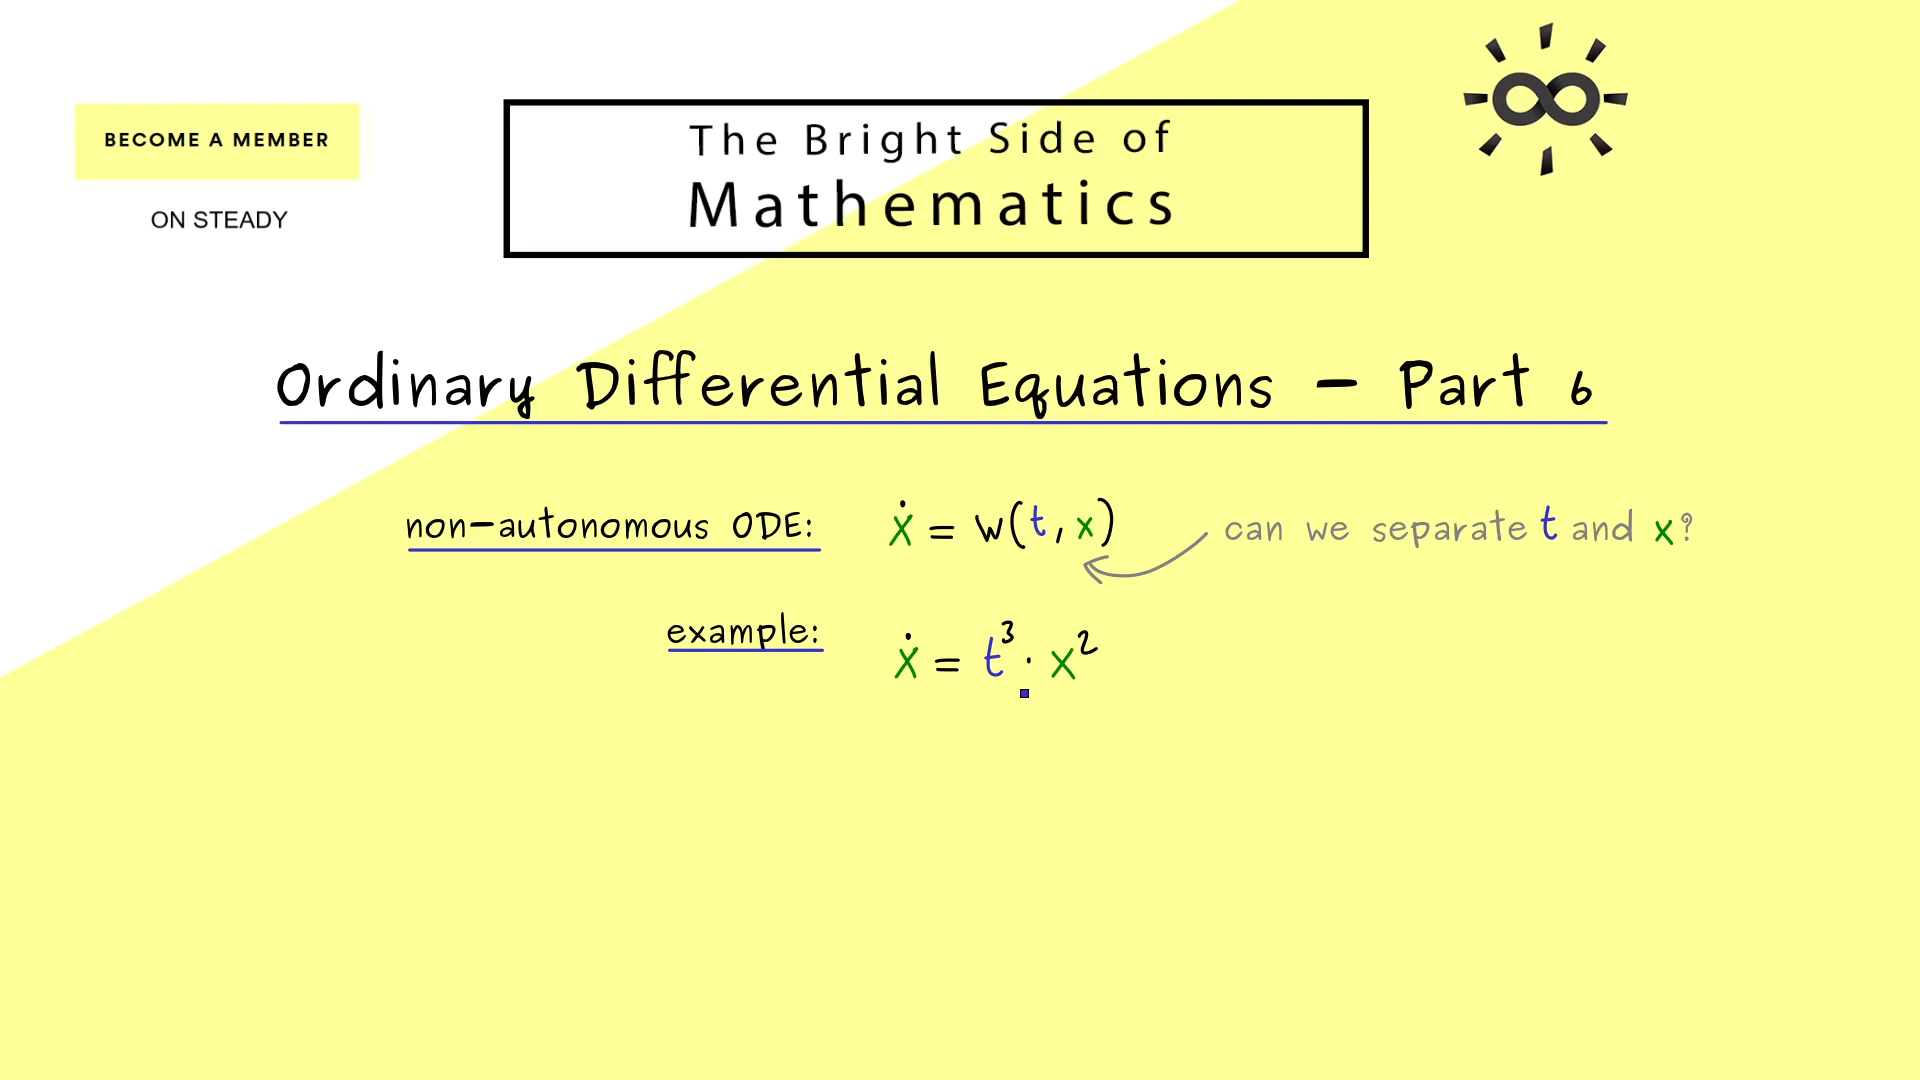 BECOME A MEMBER
ON STEADY
The Bright Side of
Mathematics
Ordinary Differential Equations - Part 6
non-autonomous ODE: ẋ = w(t, x) can we separate t and x?
example: ẋ = t³ · x²